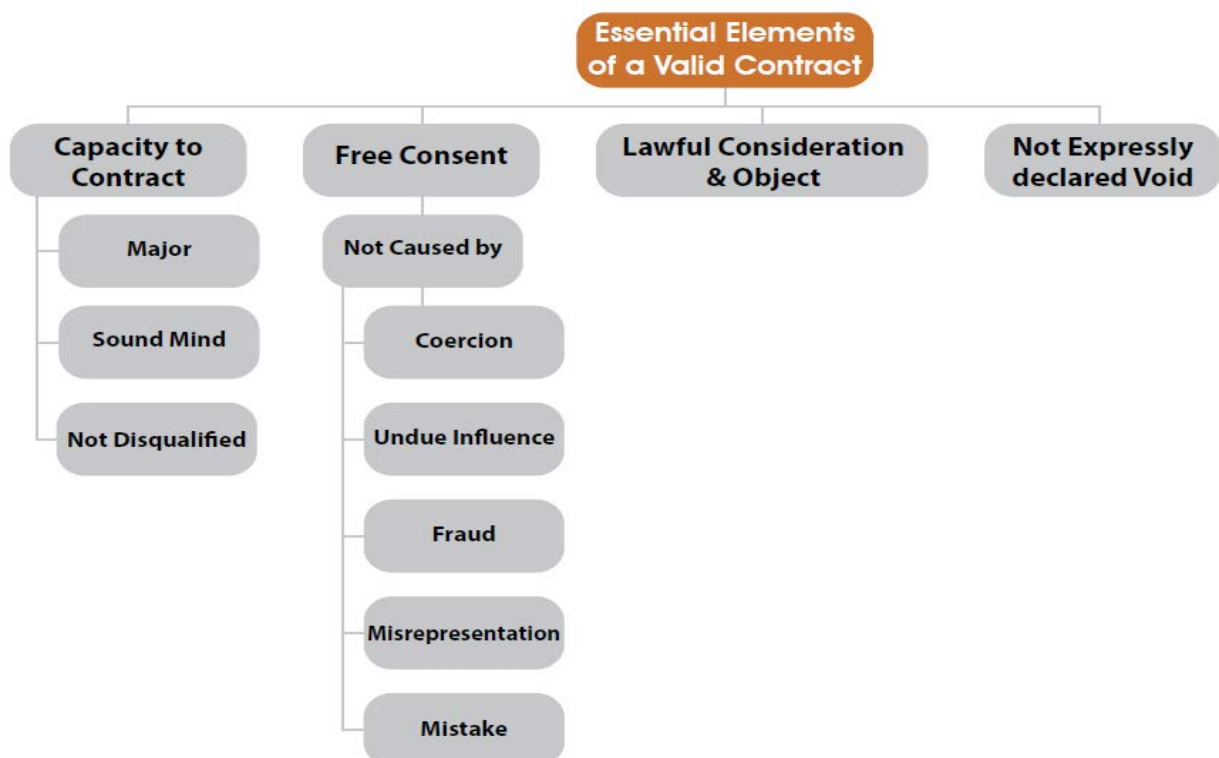 Essential Elements
of a Valid Contract
Capacity to
Contract
Free Consent
Lawful Consideration
& Object
Not Expressly
declared Void
Major
Not Caused by
Sound Mind
Coercion
Not Disqualified
Undue Influence
Fraud
Misrepresentation
Mistake